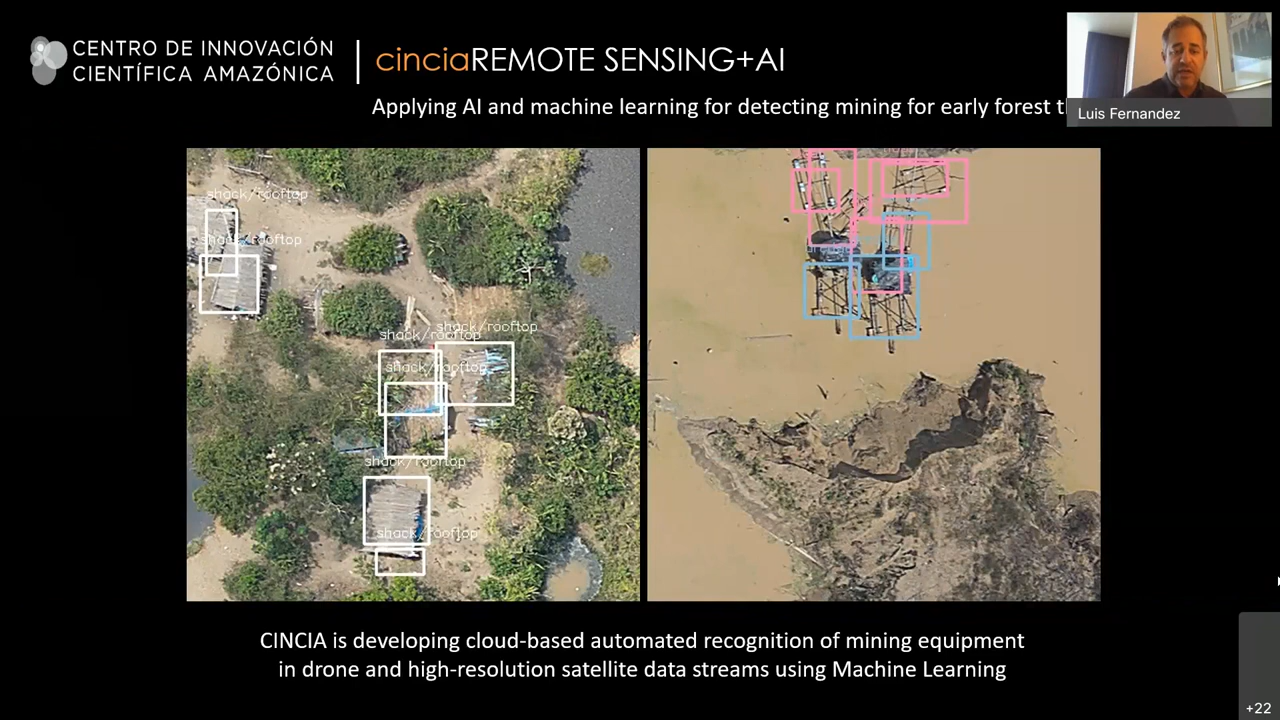 CENTRO DE INNOVACIÓN
CIENTÍFICA AMAZÓNICA
cinciaREMOTE SENSING+AI
Applying AI and machine learning for detecting mining for early forest
Luis Fernandez
shack/rooftop
shack/rooftop
shack/rooftop
shack/rooftop
shack/rooftop
shack/rooftop
shack/rooftop
CINCIA is developing cloud-based automated recognition of mining equipment
in drone and high-resolution satellite data streams using Machine Learning
+22